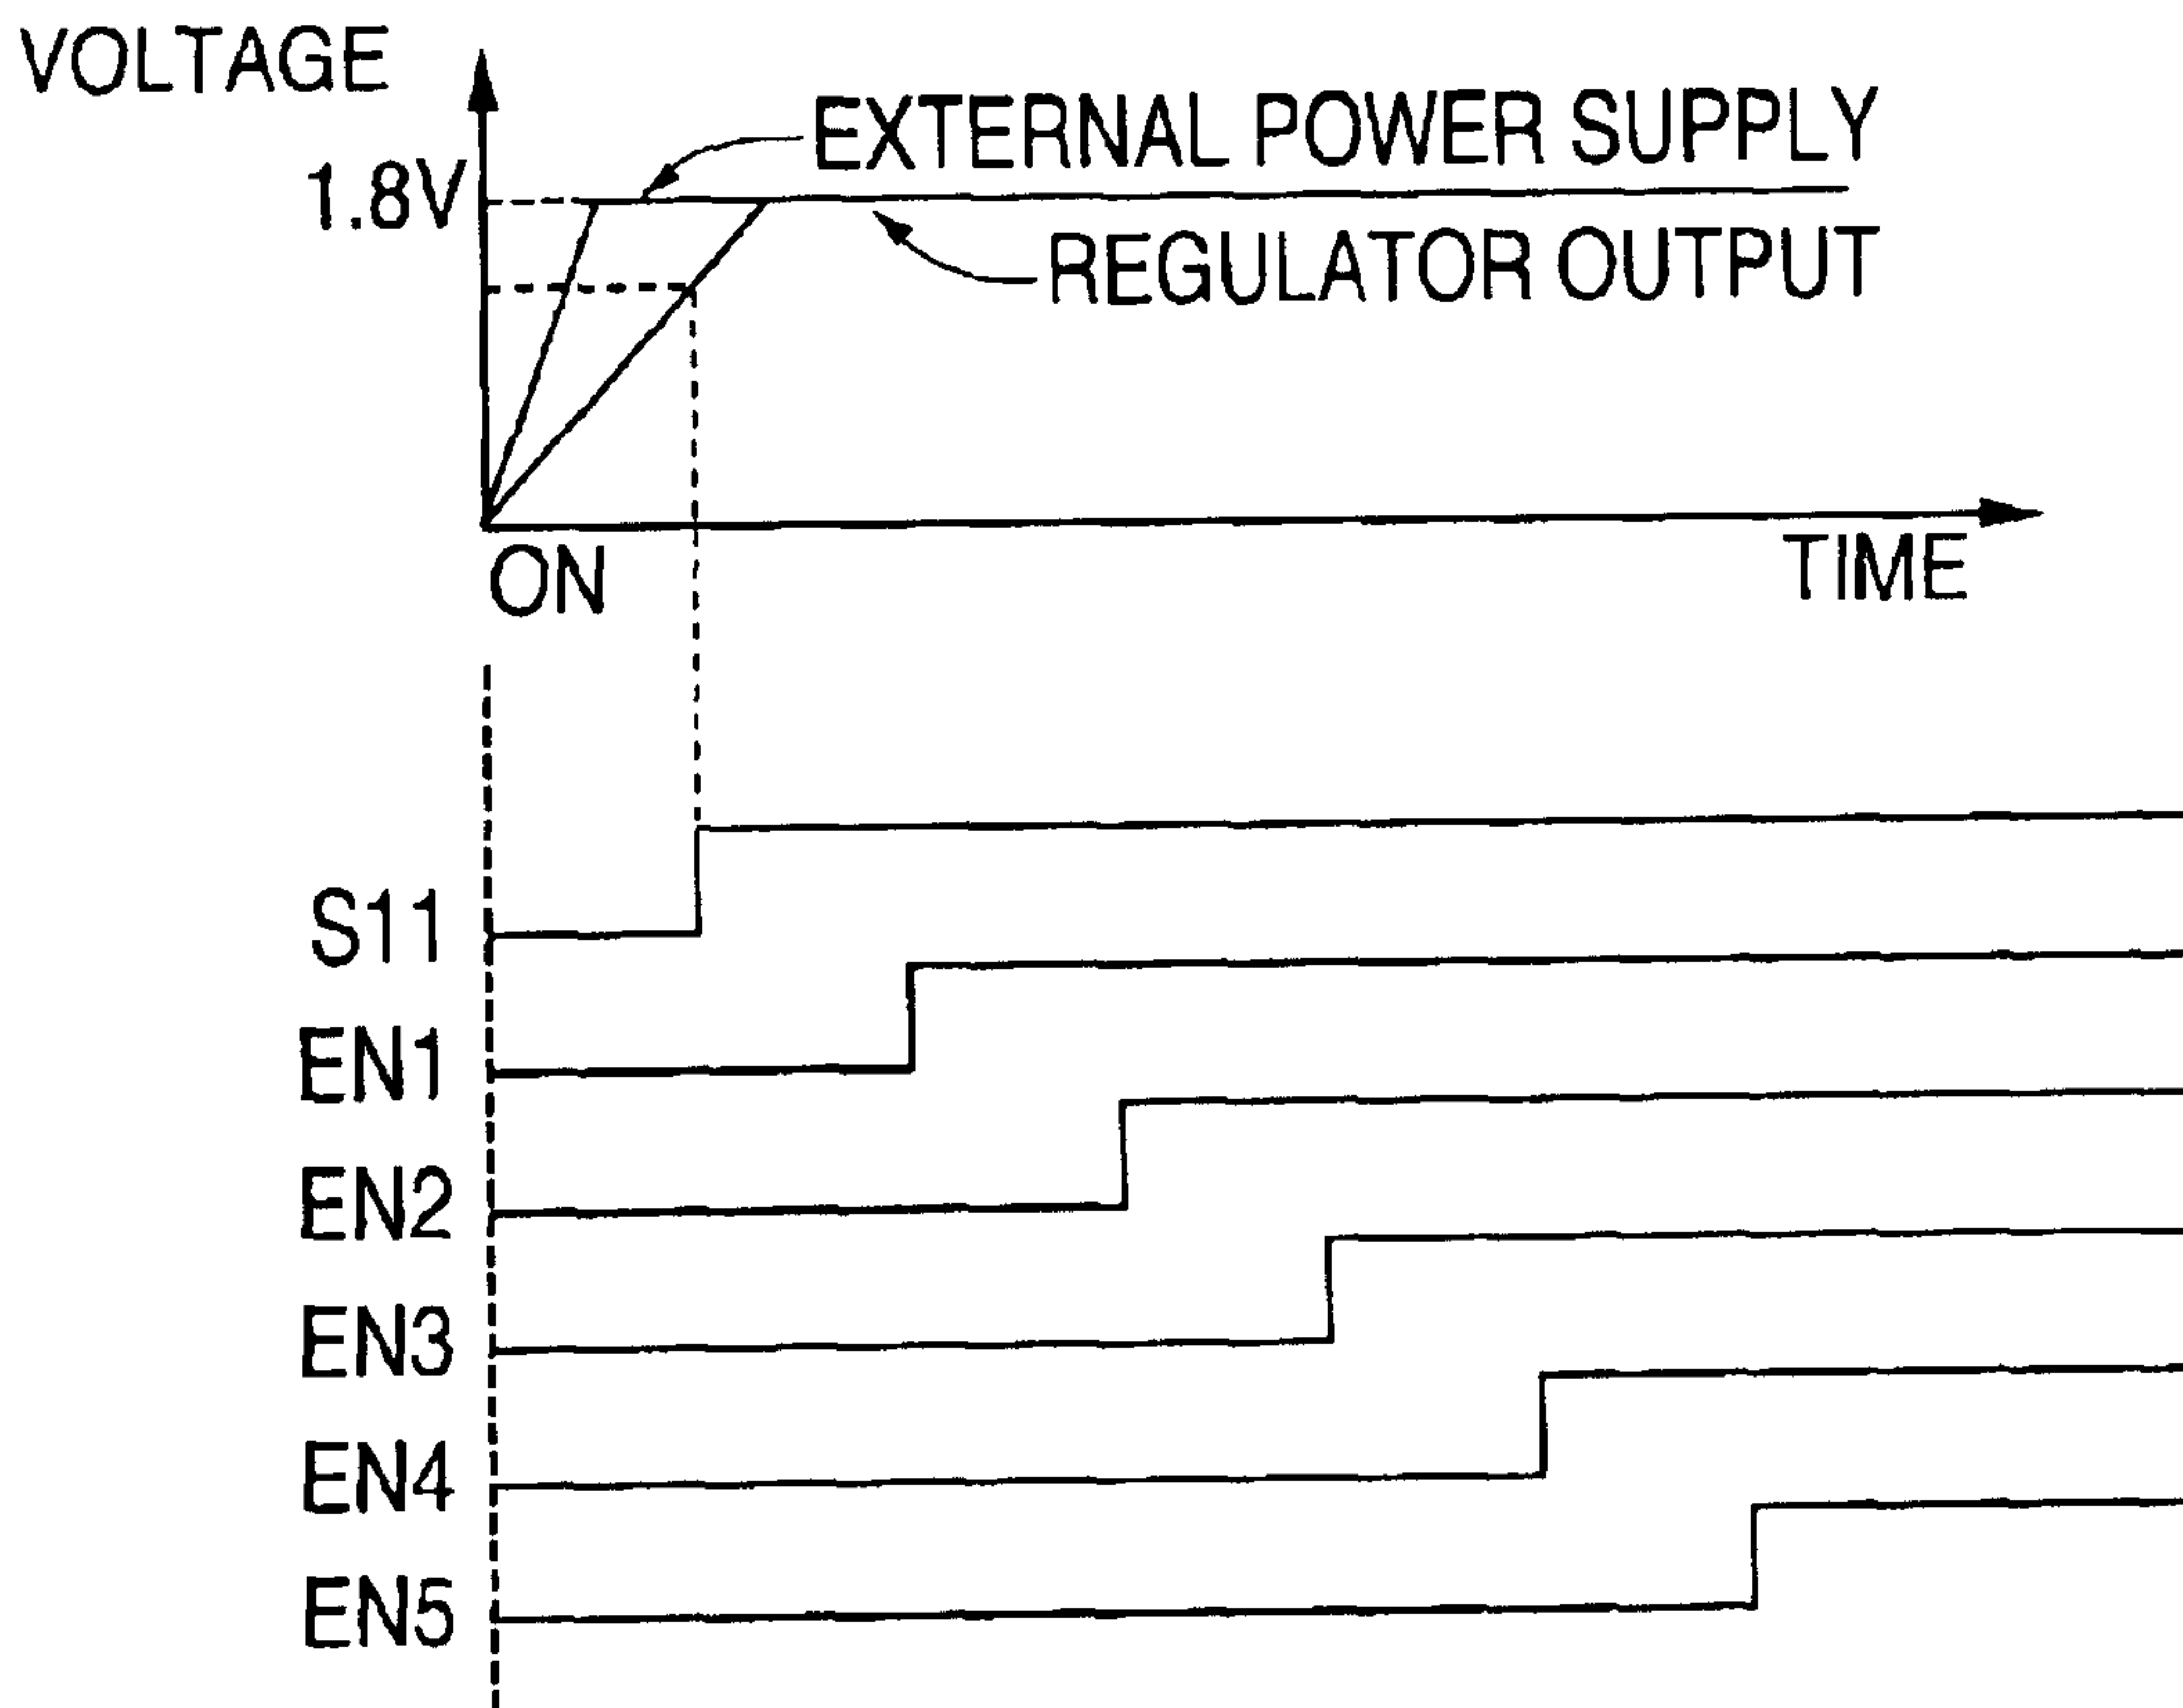 VOLTAGE
EXTERNAL POWER SUPPLY
1.8V
REGULATOR OUTPUT
ON
TIME
S11
EN1
EN2
EN3
EN4
EN5